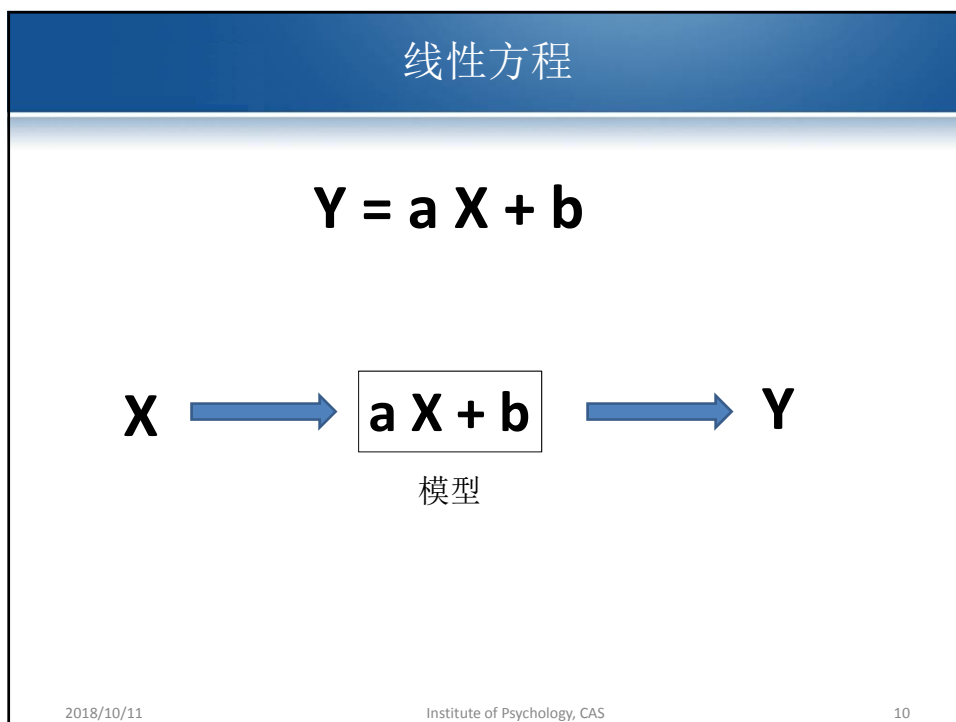 线性方程
Y = a X + b
X a X + b Y
模型
2018/10/11 Institute of Psychology, CAS 10